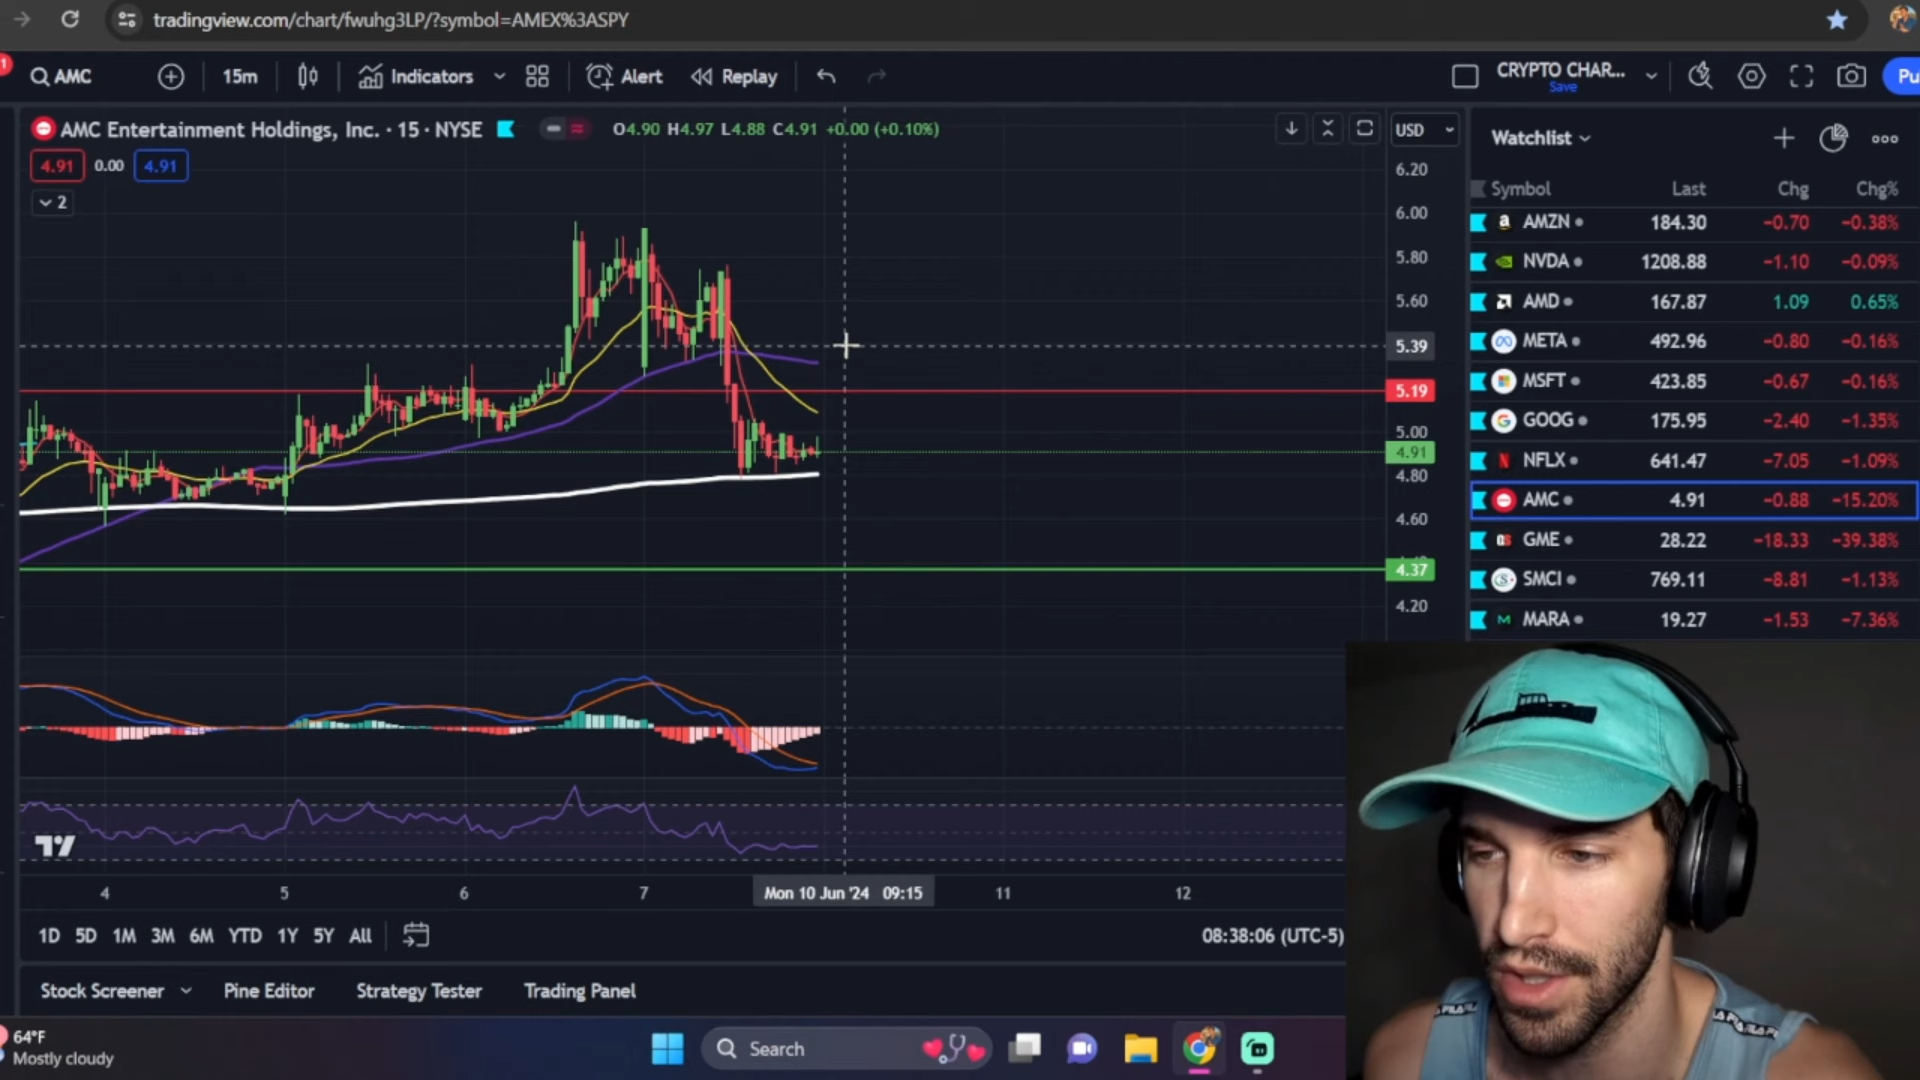 tradingview.com/chart/fwuhg3LP/?symbol=AMEX%3ASPY
1
AMC
15m
Indicators
Alert
Replay
CRYPTO CHAR...
Save
Pu
AMC Entertainment Holdings, Inc. · 15 · NYSE
O4.90 H4.97 L4.88 C4.91 +0.00 (+0.10%)
4.91 0.00 4.91
2
USD
6.20
6.00
5.80
5.60
5.39
5.19
5.00
4.91
4.80
4.60
4.37
4.20
Watchlist
Symbol Last Chg Chg%
AMZN 184.30 −0.70 −0.38%
NVDA 1208.88 −1.10 −0.09%
AMD 167.87 1.09 0.65%
META 492.96 −0.80 −0.16%
MSFT 423.85 −0.67 −0.16%
GOOG 175.95 −2.40 −1.35%
NFLX 641.47 −7.05 −1.09%
AMC 4.91 −0.88 −15.20%
GME 28.22 −18.33 −39.38%
SMCI 769.11 −8.81 −1.13%
MARA 19.27 −1.53 −7.36%
4 5 6 7 Mon 10 Jun '24 09:15 11 12
1D 5D 1M 3M 6M YTD 1Y 5Y All
08:38:06 (UTC-5)
Stock Screener Pine Editor Strategy Tester Trading Panel
64°F
Mostly cloudy
Search